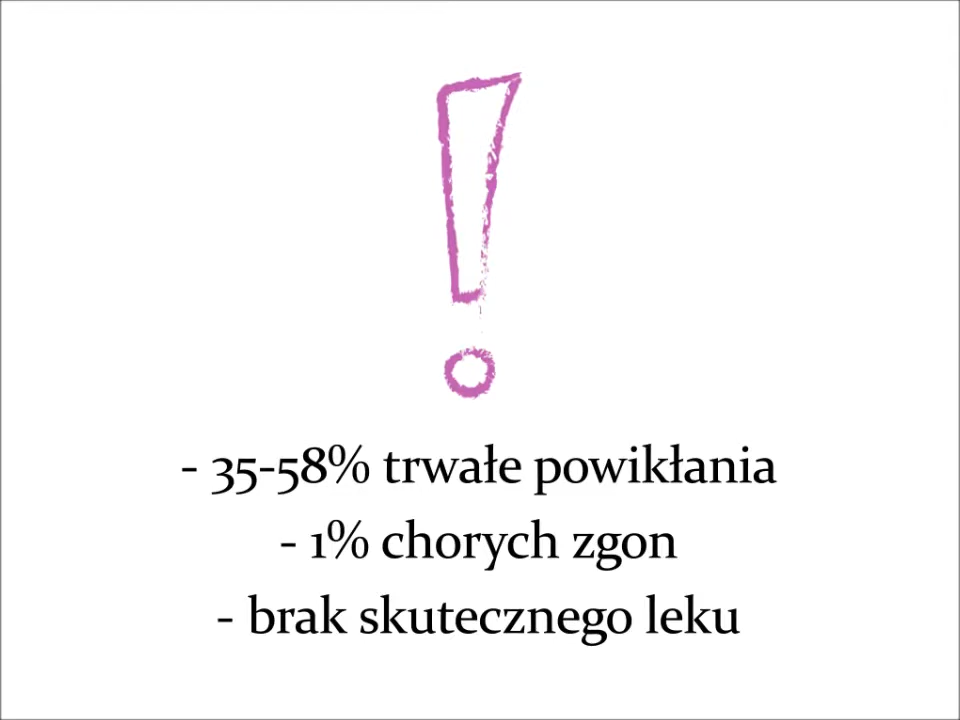 !
- 35-58% trwałe powikłania
- 1% chorych zgon
- brak skutecznego leku